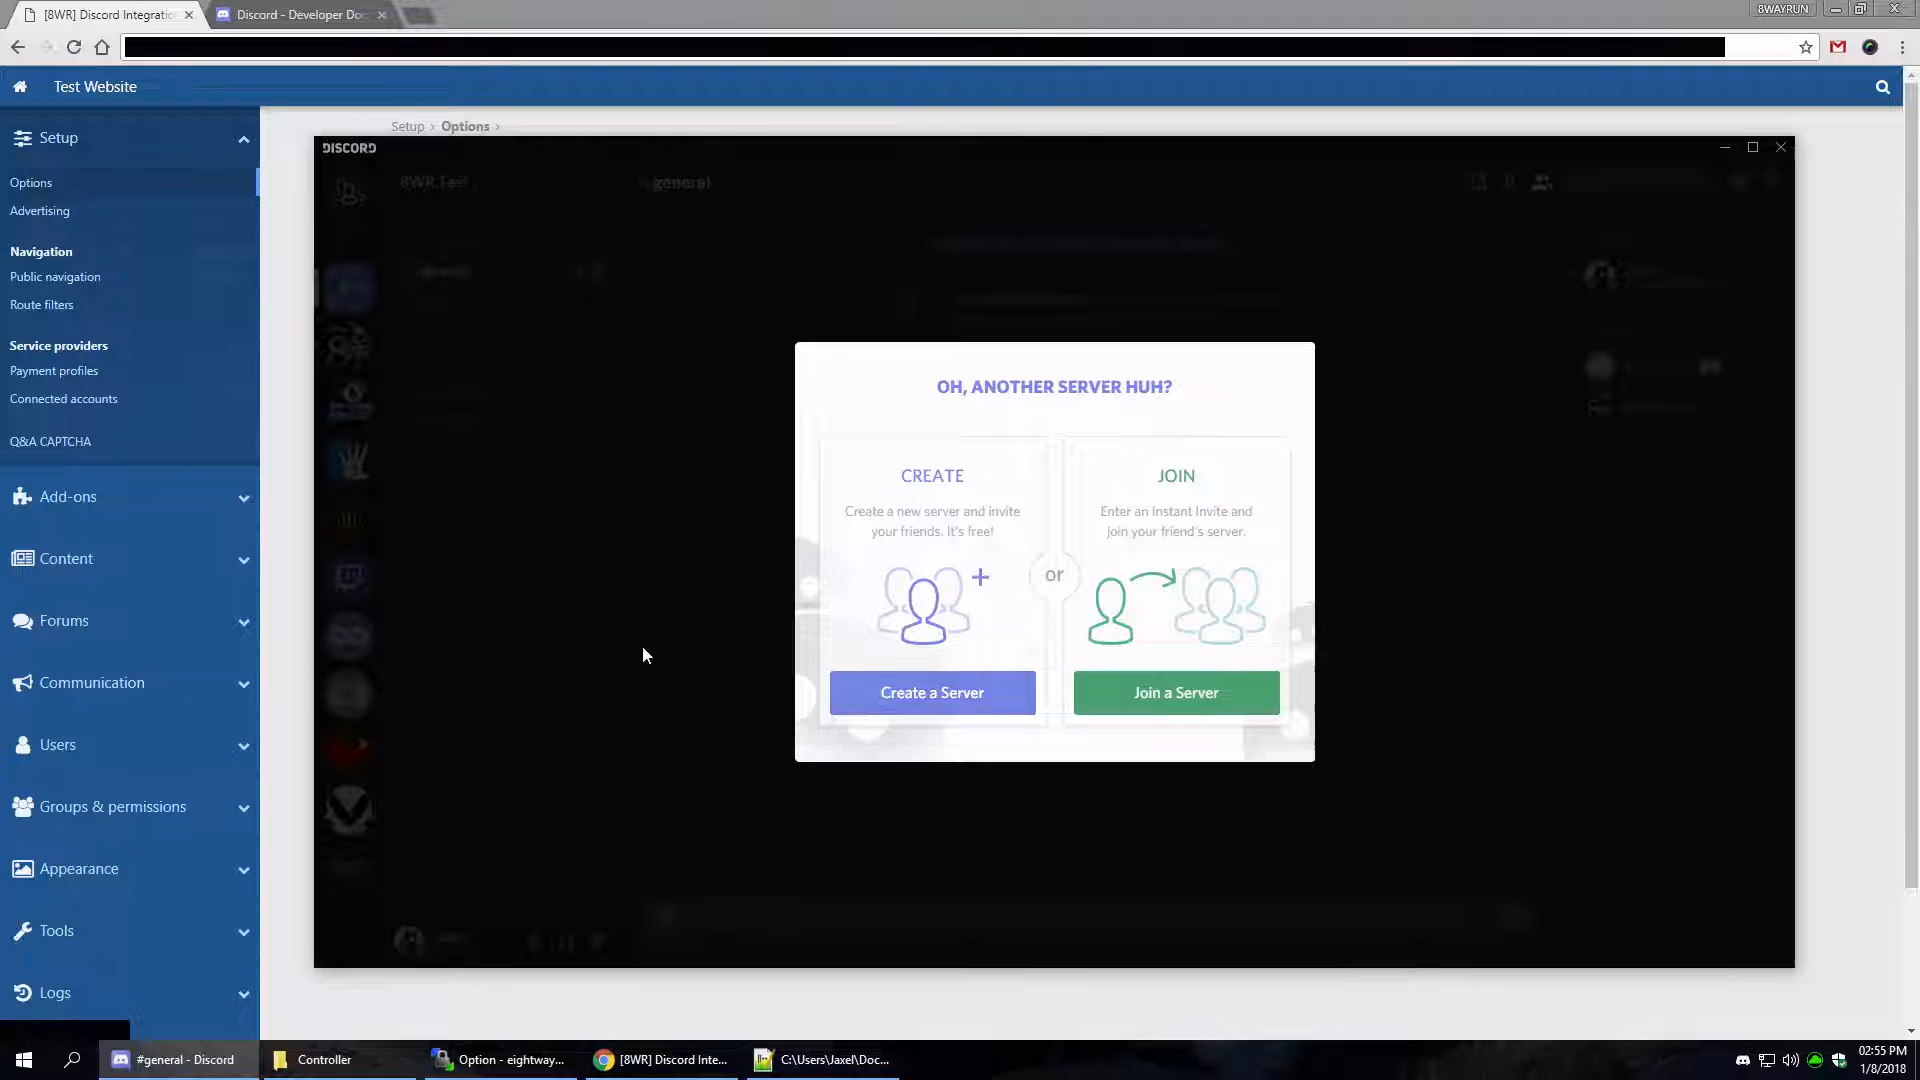 [8WR] Discord Integratio
Discord - Developer Do
8WAYRUN
Test Website
Setup
Options
Advertising
Navigation
Public navigation
Route filters
Service providers
Payment profiles
Connected accounts
Q&A CAPTCHA
Add-ons
Content
Forums
Communication
Users
Groups & permissions
Appearance
Tools
Logs
Setup > Options >
DISCORD
8WR Test
general
OH, ANOTHER SERVER HUH?
CREATE
Create a new server and invite
your friends. It's free!
Create a Server
or
JOIN
Enter an Instant Invite and
join your friend's server.
Join a Server
#general - Discord
Controller
Option - eightway...
[8WR] Discord Inte...
C:\Users\Jaxel\Doc...
02:55 PM
1/8/2018